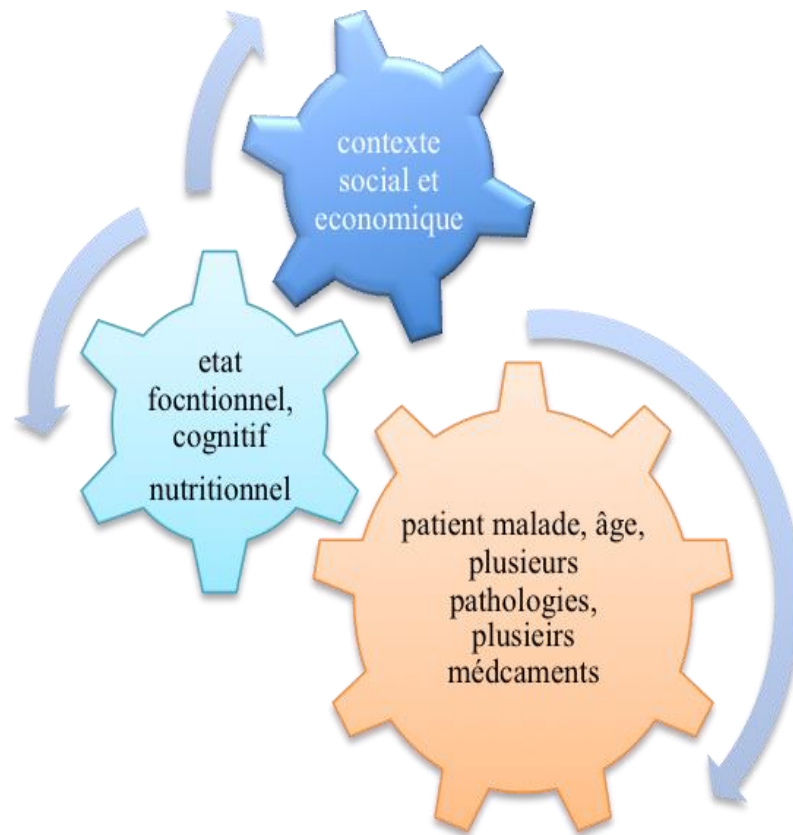 contexte
social et
economique
etat
focntionnel,
cognitif
nutritionnel
patient malade, âge,
plusieurs
pathologies,
plusieirs
médcaments